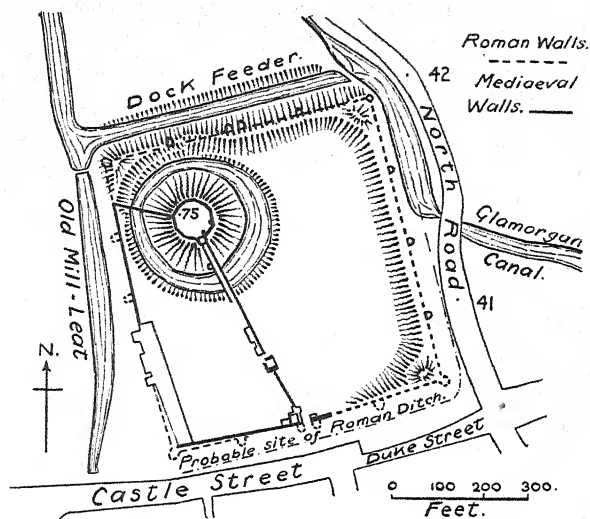 Roman Walls.
Mediaeval
Walls.
Dock Feeder.
42
North
Road.
.75
Old Mill-Leat
Glamorgan
Canal.
41
N.
Probable site of Roman Ditch.
Duke Street
Castle Street
0 100 200 300.
Feet.